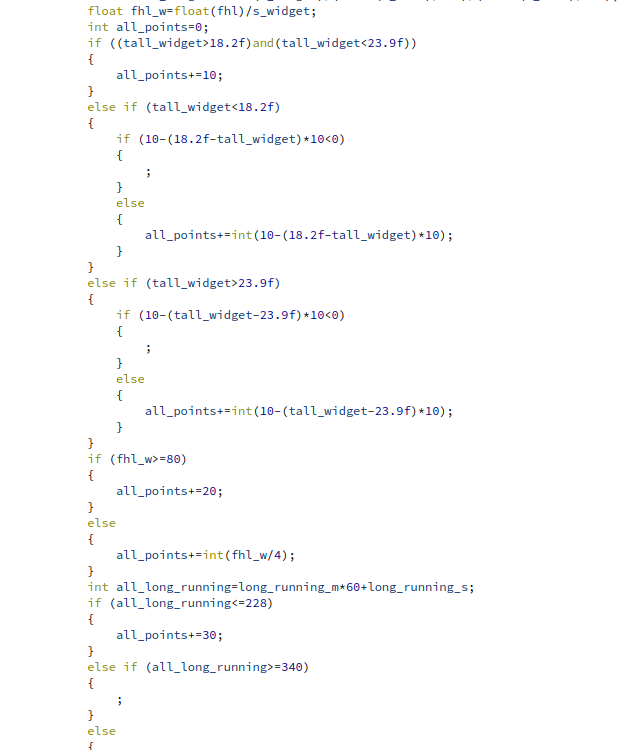 float fhl_w=float(fhl)/s_widget;
int all_points=0;
if ((tall_widget>18.2f)and(tall_widget<23.9f))
{
    all_points+=10;
}
else if (tall_widget<18.2f)
{
    if (10-(18.2f-tall_widget)*10<0)
    {
        ;
    }
    else
    {
        all_points+=int(10-(18.2f-tall_widget)*10);
    }
}
else if (tall_widget>23.9f)
{
    if (10-(tall_widget-23.9f)*10<0)
    {
        ;
    }
    else
    {
        all_points+=int(10-(tall_widget-23.9f)*10);
    }
}
if (fhl_w>=80)
{
    all_points+=20;
}
else
{
    all_points+=int(fhl_w/4);
}
int all_long_running=long_running_m*60+long_running_s;
if (all_long_running<=228)
{
    all_points+=30;
}
else if (all_long_running>=340)
{
    ;
}
else
{